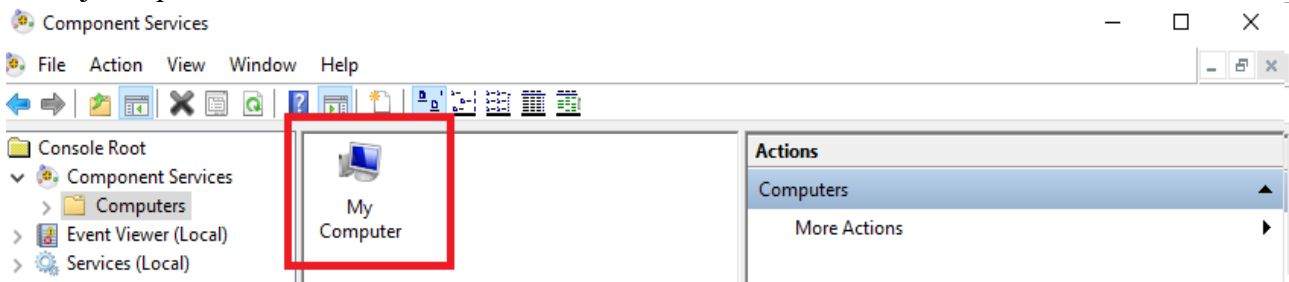 Component Services
File Action View Window Help
Console Root
Component Services
Computers
Event Viewer (Local)
Services (Local)
My
Computer
Actions
Computers
More Actions